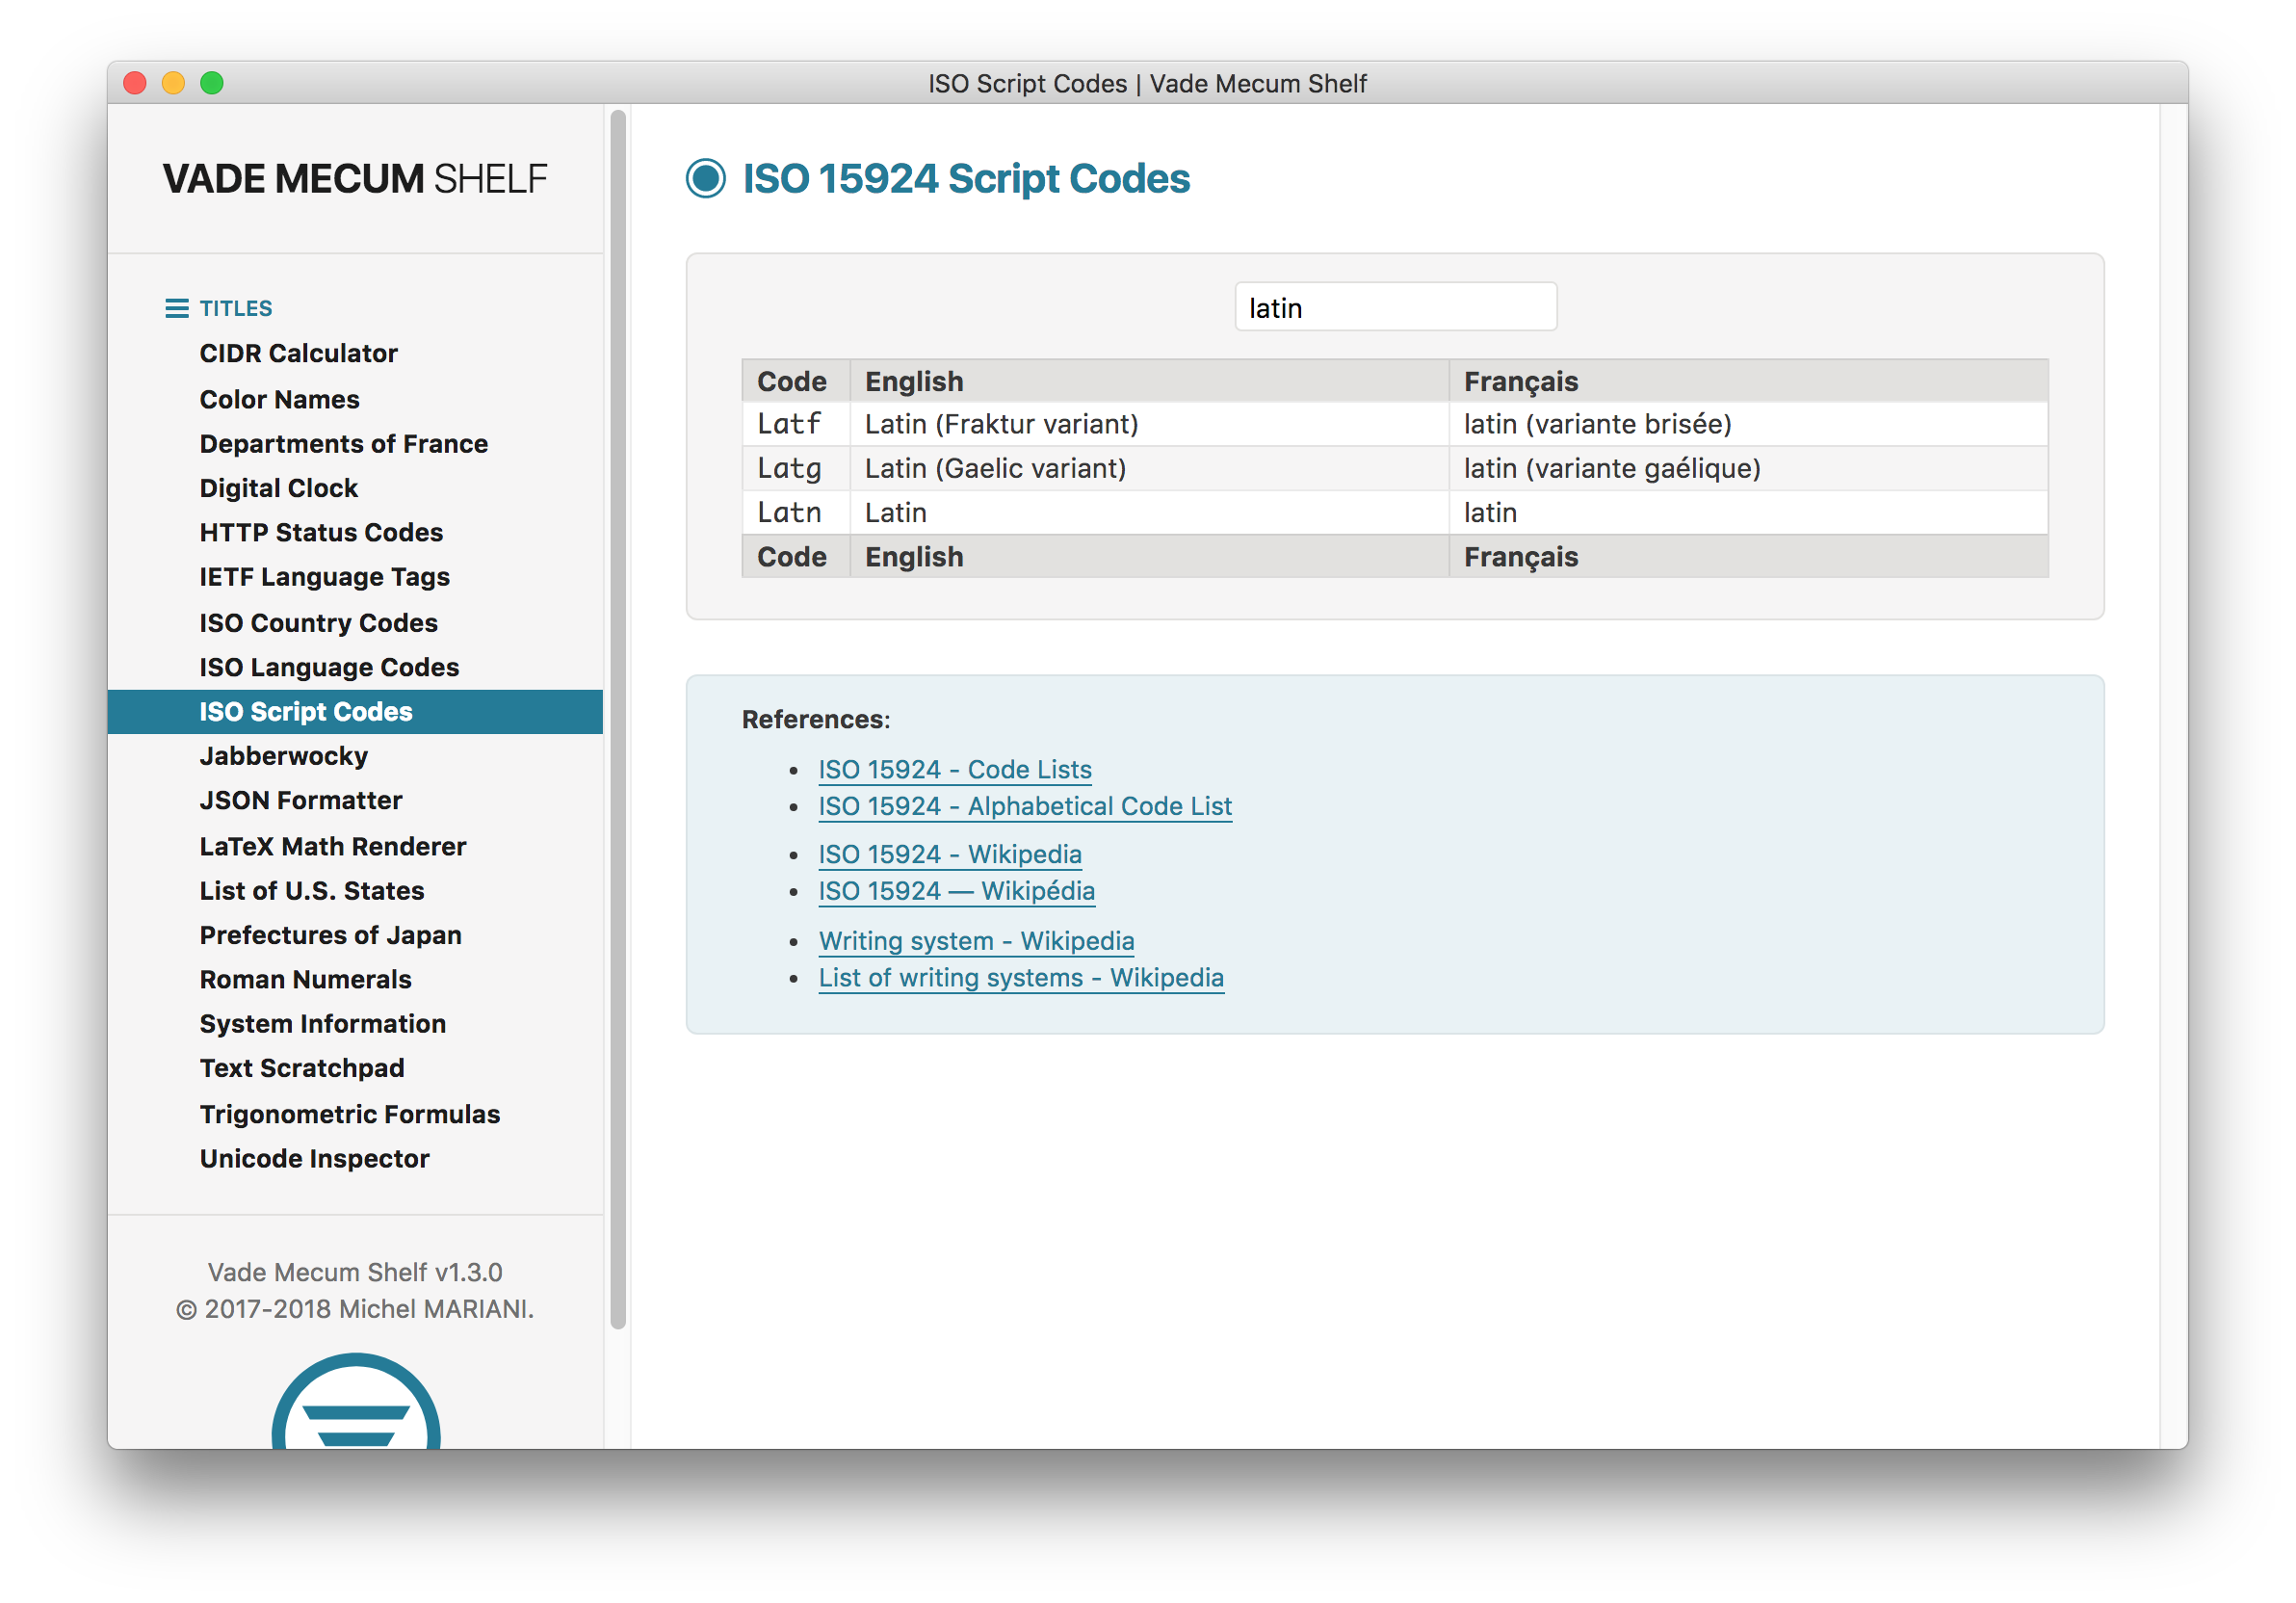 ISO Script Codes | Vade Mecum Shelf
VADE MECUM SHELF
TITLES
CIDR Calculator
Color Names
Departments of France
Digital Clock
HTTP Status Codes
IETF Language Tags
ISO Country Codes
ISO Language Codes
ISO Script Codes
Jabberwocky
JSON Formatter
LaTeX Math Renderer
List of U.S. States
Prefectures of Japan
Roman Numerals
System Information
Text Scratchpad
Trigonometric Formulas
Unicode Inspector
Vade Mecum Shelf v1.3.0
© 2017-2018 Michel MARIANI.
ISO 15924 Script Codes
latin
Code English Français
Latf Latin (Fraktur variant) latin (variante brisée)
Latg Latin (Gaelic variant) latin (variante gaélique)
Latn Latin latin
Code English Français
References:
ISO 15924 - Code Lists
ISO 15924 - Alphabetical Code List
ISO 15924 - Wikipedia
ISO 15924 — Wikipédia
Writing system - Wikipedia
List of writing systems - Wikipedia